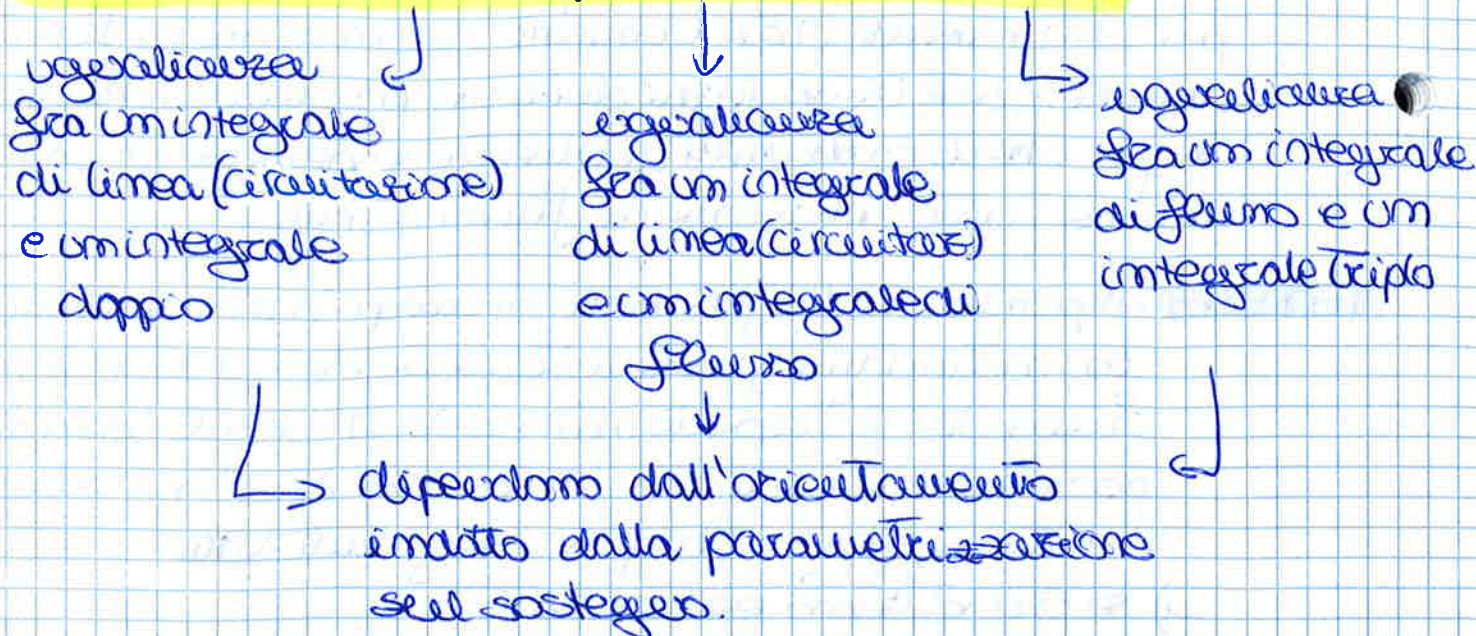 uguaglianza
fra un integrale
di linea (circuitazione)
e un integrale
doppio
uguaglianza
fra un integrale
di linea (circuitaz)
e un integrale di
flusso
uguaglianza
fra un integrale
di flusso e un
integrale triplo
dipendono dall'orientamento
indotto dalla parametrizzazione
sul sostegno.